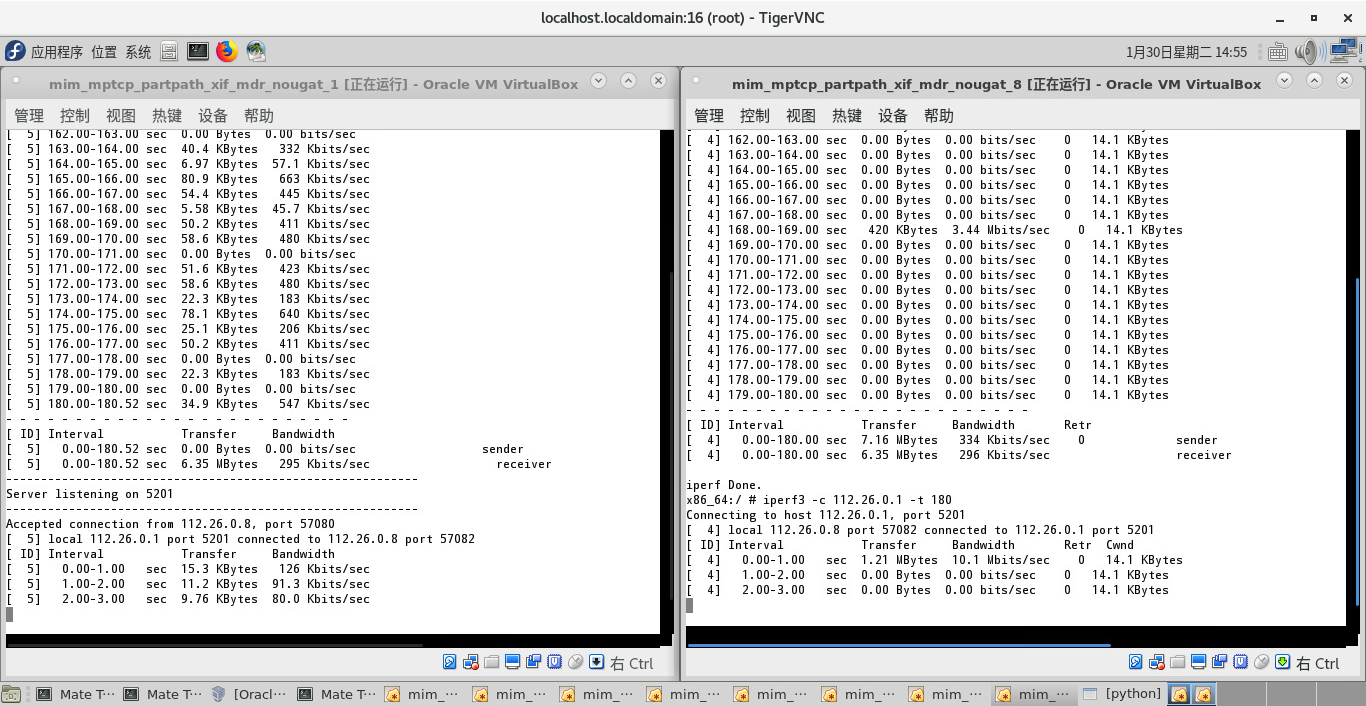 localhost.localdomain:16 (root) - TigerVNC
应用程序 位置 系统
1月30日星期二 14:55
mim_mptcp_partpath_xif_mdr_nougat_1 [正在运行] - Oracle VM VirtualBox
管理 控制 视图 热键 设备 帮助
[  5] 162.00-163.00 sec  0.00 Bytes  0.00 bits/sec
[  5] 163.00-164.00 sec  40.4 KBytes   332 Kbits/sec
[  5] 164.00-165.00 sec  6.97 KBytes  57.1 Kbits/sec
[  5] 165.00-166.00 sec  80.9 KBytes   663 Kbits/sec
[  5] 166.00-167.00 sec  54.4 KBytes   445 Kbits/sec
[  5] 167.00-168.00 sec  5.58 KBytes  45.7 Kbits/sec
[  5] 168.00-169.00 sec  50.2 KBytes   411 Kbits/sec
[  5] 169.00-170.00 sec  58.6 KBytes   480 Kbits/sec
[  5] 170.00-171.00 sec  0.00 Bytes  0.00 bits/sec
[  5] 171.00-172.00 sec  51.6 KBytes   423 Kbits/sec
[  5] 172.00-173.00 sec  58.6 KBytes   480 Kbits/sec
[  5] 173.00-174.00 sec  22.3 KBytes   183 Kbits/sec
[  5] 174.00-175.00 sec  78.1 KBytes   640 Kbits/sec
[  5] 175.00-176.00 sec  25.1 KBytes   206 Kbits/sec
[  5] 176.00-177.00 sec  50.2 KBytes   411 Kbits/sec
[  5] 177.00-178.00 sec  0.00 Bytes  0.00 bits/sec
[  5] 178.00-179.00 sec  22.3 KBytes   183 Kbits/sec
[  5] 179.00-180.00 sec  0.00 Bytes  0.00 bits/sec
[  5] 180.00-180.52 sec  34.9 KBytes   547 Kbits/sec
- - - - - - - - - - - - - - - - - - - - - - - - -
[ ID] Interval           Transfer     Bandwidth
[  5]   0.00-180.52 sec  0.00 Bytes  0.00 bits/sec                  sender
[  5]   0.00-180.52 sec  6.35 MBytes   295 Kbits/sec                  receiver
-----------------------------------------------------------
Server listening on 5201
-----------------------------------------------------------
Accepted connection from 112.26.0.8, port 57080
[  5] local 112.26.0.1 port 5201 connected to 112.26.0.8 port 57082
[ ID] Interval           Transfer     Bandwidth
[  5]   0.00-1.00   sec  15.3 KBytes   126 Kbits/sec
[  5]   1.00-2.00   sec  11.2 KBytes  91.3 Kbits/sec
[  5]   2.00-3.00   sec  9.76 KBytes  80.0 Kbits/sec
右 Ctrl
mim_mptcp_partpath_xif_mdr_nougat_8 [正在运行] - Oracle VM VirtualBox
管理 控制 视图 热键 设备 帮助
[  4] 162.00-163.00 sec  0.00 Bytes  0.00 bits/sec    0   14.1 KBytes
[  4] 163.00-164.00 sec  0.00 Bytes  0.00 bits/sec    0   14.1 KBytes
[  4] 164.00-165.00 sec  0.00 Bytes  0.00 bits/sec    0   14.1 KBytes
[  4] 165.00-166.00 sec  0.00 Bytes  0.00 bits/sec    0   14.1 KBytes
[  4] 166.00-167.00 sec  0.00 Bytes  0.00 bits/sec    0   14.1 KBytes
[  4] 167.00-168.00 sec  0.00 Bytes  0.00 bits/sec    0   14.1 KBytes
[  4] 168.00-169.00 sec   420 KBytes  3.44 Mbits/sec    0   14.1 KBytes
[  4] 169.00-170.00 sec  0.00 Bytes  0.00 bits/sec    0   14.1 KBytes
[  4] 170.00-171.00 sec  0.00 Bytes  0.00 bits/sec    0   14.1 KBytes
[  4] 171.00-172.00 sec  0.00 Bytes  0.00 bits/sec    0   14.1 KBytes
[  4] 172.00-173.00 sec  0.00 Bytes  0.00 bits/sec    0   14.1 KBytes
[  4] 173.00-174.00 sec  0.00 Bytes  0.00 bits/sec    0   14.1 KBytes
[  4] 174.00-175.00 sec  0.00 Bytes  0.00 bits/sec    0   14.1 KBytes
[  4] 175.00-176.00 sec  0.00 Bytes  0.00 bits/sec    0   14.1 KBytes
[  4] 176.00-177.00 sec  0.00 Bytes  0.00 bits/sec    0   14.1 KBytes
[  4] 177.00-178.00 sec  0.00 Bytes  0.00 bits/sec    0   14.1 KBytes
[  4] 178.00-179.00 sec  0.00 Bytes  0.00 bits/sec    0   14.1 KBytes
[  4] 179.00-180.00 sec  0.00 Bytes  0.00 bits/sec    0   14.1 KBytes
- - - - - - - - - - - - - - - - - - - - - - - - -
[ ID] Interval           Transfer     Bandwidth       Retr
[  4]   0.00-180.00 sec  7.16 MBytes   334 Kbits/sec    0             sender
[  4]   0.00-180.00 sec  6.35 MBytes   296 Kbits/sec                  receiver
iperf Done.
x86_64:/ # iperf3 -c 112.26.0.1 -t 180
Connecting to host 112.26.0.1, port 5201
[  4] local 112.26.0.8 port 57082 connected to 112.26.0.1 port 5201
[ ID] Interval           Transfer     Bandwidth       Retr  Cwnd
[  4]   0.00-1.00   sec  1.21 MBytes  10.1 Mbits/sec    0   14.1 KBytes
[  4]   1.00-2.00   sec  0.00 Bytes  0.00 bits/sec    0   14.1 KBytes
[  4]   2.00-3.00   sec  0.00 Bytes  0.00 bits/sec    0   14.1 KBytes
右 Ctrl
Mate T… Mate T… [Oracl… Mate T… mim_… mim_… mim_… mim_… mim_… mim_… mim_… mim_… [python]